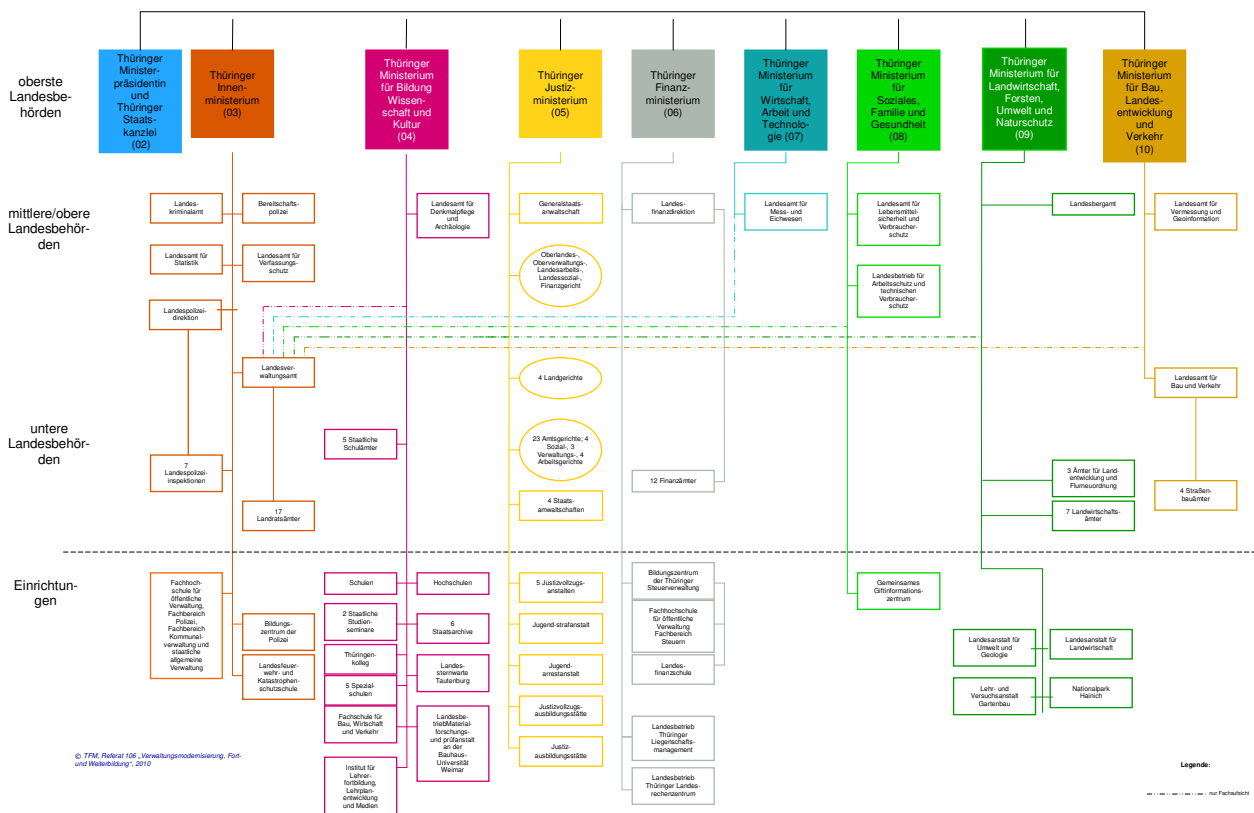 oberste
Landesbe-
hörden
Thüringer
Minister-
präsidentin
und
Thüringer
Staats-
kanzlei
(02)
Thüringer
Innen-
ministerium
(03)
Thüringer
Ministerium
für Bildung
Wissen-
schaft und
Kultur
(04)
Thüringer
Justiz-
ministerium
(05)
Thüringer
Finanz-
ministerium
(06)
Thüringer
Ministerium
für
Wirtschaft,
Arbeit und
Technolo-
gie (07)
Thüringer
Ministerium
für
Soziales,
Familie und
Gesundheit
(08)
Thüringer
Ministerium für
Landwirtschaft,
Forsten,
Umwelt und
Naturschutz
(09)
Thüringer
Ministerium
für Bau,
Landes-
entwicklung
und
Verkehr
(10)
mittlere/obere
Landesbehör-
den
Landes-
kriminalamt
Bereitschafts-
polizei
Landesamt für
Denkmalpflege
und
Archäologie
Generalstaats-
anwaltschaft
Landes-
finanzdirektion
Landesamt für
Mess- und
Eichwesen
Landesamt für
Lebensmittel-
sicherheit und
Verbraucher-
schutz
Landesbergamt
Landesamt für
Vermessung und
Geoinformation
Landesamt für
Statistik
Landesamt für
Verfassungs-
schutz
Oberlandes-,
Oberverwaltungs-,
Landesarbeits-,
Landessozial-,
Finanzgericht
Landesbetrieb für
Arbeitsschutz und
technischen
Verbraucher-
schutz
Landespolizei-
direktion
Landesver-
waltungsamt
4 Landgerichte
Landesamt für
Bau und Verkehr
untere
Landesbehör-
den
5 Staatliche
Schulämter
23 Amtsgerichte; 4
Sozial-, 3
Verwaltungs-, 4
Arbeitsgerichte
7
Landespolizei-
inspektionen
12 Finanzämter
3 Ämter für Land-
entwicklung und
Flurneuordnung
4 Straßen-
bauämter
17
Landratsämter
4 Staats-
anwaltschaften
7 Landwirtschafts-
ämter
Einrichtun-
gen
Fachhoch-
schule für
öffentliche
Verwaltung,
Fachbereich
Polizei,
Fachbereich
Kommunal-
verwaltung und
staatliche
allgemeine
Verwaltung
Bildungs-
zentrum der
Polizei
Landesfeuer-
wehr- und
Katastrophen-
schutzschule
Schulen
Hochschulen
2 Staatliche
Studien-
seminare
6
Staatsarchive
Thüringen-
kolleg
Landes-
sternwarte
Tautenburg
5 Spezial-
schulen
Fachschule für
Bau, Wirtschaft
und Verkehr
Landesbe-
triebMaterial-
forschungs-
und prüfanstalt
an der
Bauhaus-
Universität
Weimar
Institut für
Lehrer-
fortbildung,
Lehrplan-
entwicklung
und Medien
5 Justizvollzugs-
anstalten
Jugend-strafanstalt
Jugend-
arrestanstalt
Justizvollzugs-
ausbildungsstätte
Justiz-
ausbildungsstätte
Bildungszentrum
der Thüringer
Steuerverwaltung
Fachhochschule
für öffentliche
Verwaltung
Fachbereich
Steuern
Landes-
finanzschule
Landesbetrieb
Thüringer
Liegenschafts-
management
Landesbetrieb
Thüringer Landes-
rechenzentrum
Gemeinsames
Giftinformations-
zentrum
Landesanstalt für
Umwelt und
Geologie
Landesanstalt für
Landwirtschaft
Lehr- und
Versuchsanstalt
Gartenbau
Nationalpark
Hainich
© TFM, Referat 106 „Verwaltungsmodernisierung, Fort-
und Weiterbildung“, 2010
Legende:
nur Fachaufsicht